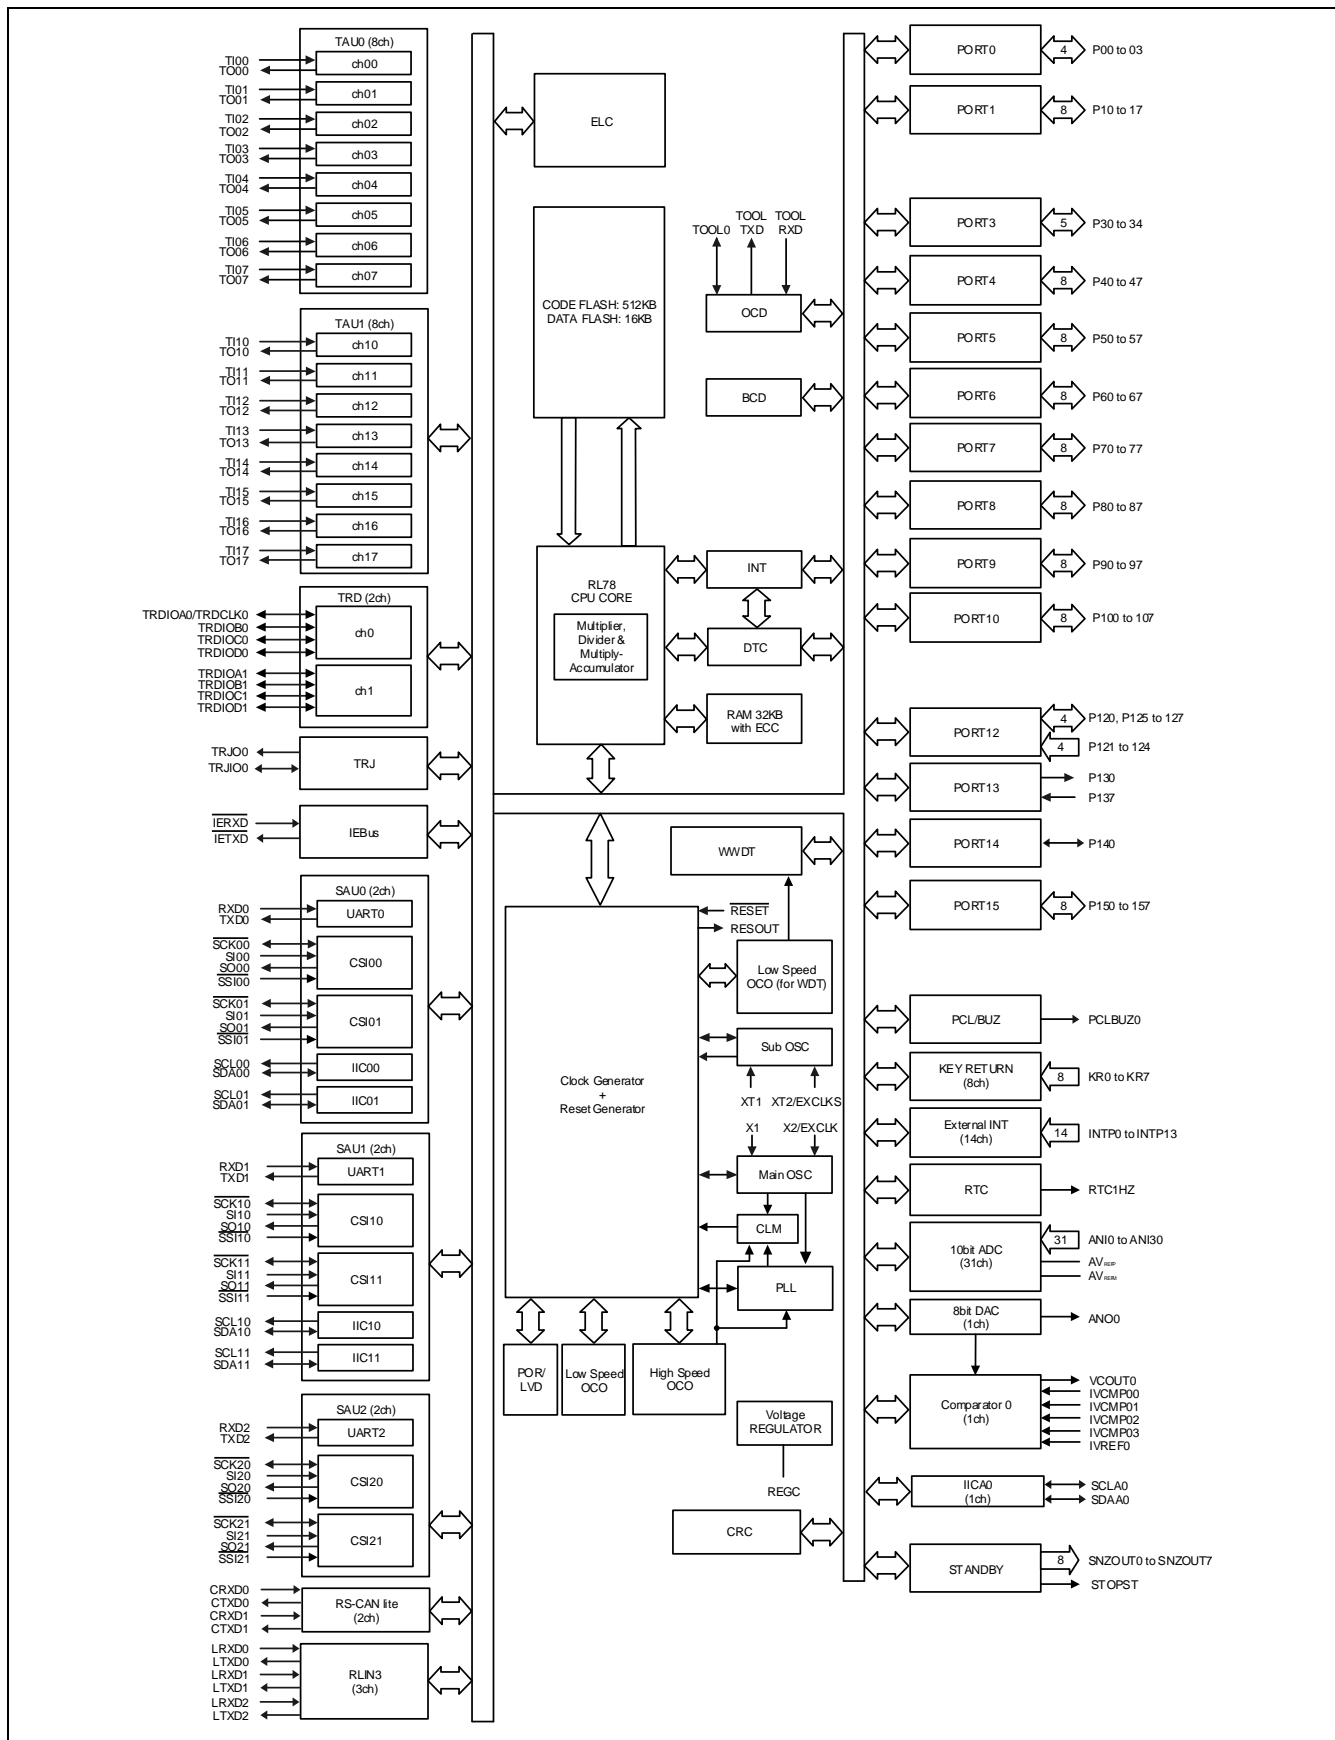 TAU0 (8ch)
TI00
TO00
ch00
TI01
TO01
ch01
TI02
TO02
ch02
TI03
TO03
ch03
TI04
TO04
ch04
TI05
TO05
ch05
TI06
TO06
ch06
TI07
TO07
ch07
TAU1 (8ch)
TI10
TO10
ch10
TI11
TO11
ch11
TI12
TO12
ch12
TI13
TO13
ch13
TI14
TO14
ch14
TI15
TO15
ch15
TI16
TO16
ch16
TI17
TO17
ch17
TRD (2ch)
TRDIOA0/TRDCLK0
TRDIOB0
TRDIOC0
TRDIOD0
ch0
TRDIOA1
TRDIOB1
TRDIOC1
TRDIOD1
ch1
TRJO0
TRJIO0
TRJ
IERXD
IETXD
IEBus
SAU0 (2ch)
RXD0
TXD0
UART0
SCK00
SI00
SO00
SSI00
CSI00
SCK01
SI01
SO01
SSI01
CSI01
SCL00
SDA00
IIC00
SCL01
SDA01
IIC01
SAU1 (2ch)
RXD1
TXD1
UART1
SCK10
SI10
SO10
SSI10
CSI10
SCK11
SI11
SO11
SSI11
CSI11
SCL10
SDA10
IIC10
SCL11
SDA11
IIC11
SAU2 (2ch)
RXD2
TXD2
UART2
SCK20
SI20
SO20
SSI20
CSI20
SCK21
SI21
SO21
SSI21
CSI21
CRXD0
CTXD0
CRXD1
CTXD1
RS-CAN lite
(2ch)
LRXD0
LTXD0
LRXD1
LTXD1
LRXD2
LTXD2
RLIN3
(3ch)
ELC
CODE FLASH: 512KB
DATA FLASH: 16KB
TOOL0
TOOL
TXD
TOOL
RXD
OCD
BCD
RL78
CPU CORE
Multiplier,
Divider &
Multiply-
Accumulator
INT
DTC
RAM 32KB
with ECC
WWDT
Clock Generator
+
Reset Generator
RESET
RESOUT
Low Speed
OCO (for WDT)
Sub OSC
XT1
XT2/EXCLKS
X1
X2/EXCLK
Main OSC
CLM
PLL
POR/
LVD
Low Speed
OCO
High Speed
OCO
Voltage
REGULATOR
REGC
CRC
PORT0
4
P00 to 03
PORT1
8
P10 to 17
PORT3
5
P30 to 34
PORT4
8
P40 to 47
PORT5
8
P50 to 57
PORT6
8
P60 to 67
PORT7
8
P70 to 77
PORT8
8
P80 to 87
PORT9
8
P90 to 97
PORT10
8
P100 to 107
PORT12
4
P120, P125 to 127
4
P121 to 124
PORT13
P130
P137
PORT14
P140
PORT15
8
P150 to 157
PCL/BUZ
PCLBUZ0
KEY RETURN
(8ch)
8
KR0 to KR7
External INT
(14ch)
14
INTP0 to INTP13
RTC
RTC1HZ
10bit ADC
(31ch)
31
ANI0 to ANI30
AVREFP
AVREFM
8bit DAC
(1ch)
ANO0
Comparator 0
(1ch)
VCOUT0
IVCMP00
IVCMP01
IVCMP02
IVCMP03
IVREF0
IICA0
(1ch)
SCLA0
SDAA0
STANDBY
8
SNZOUT0 to SNZOUT7
STOPST